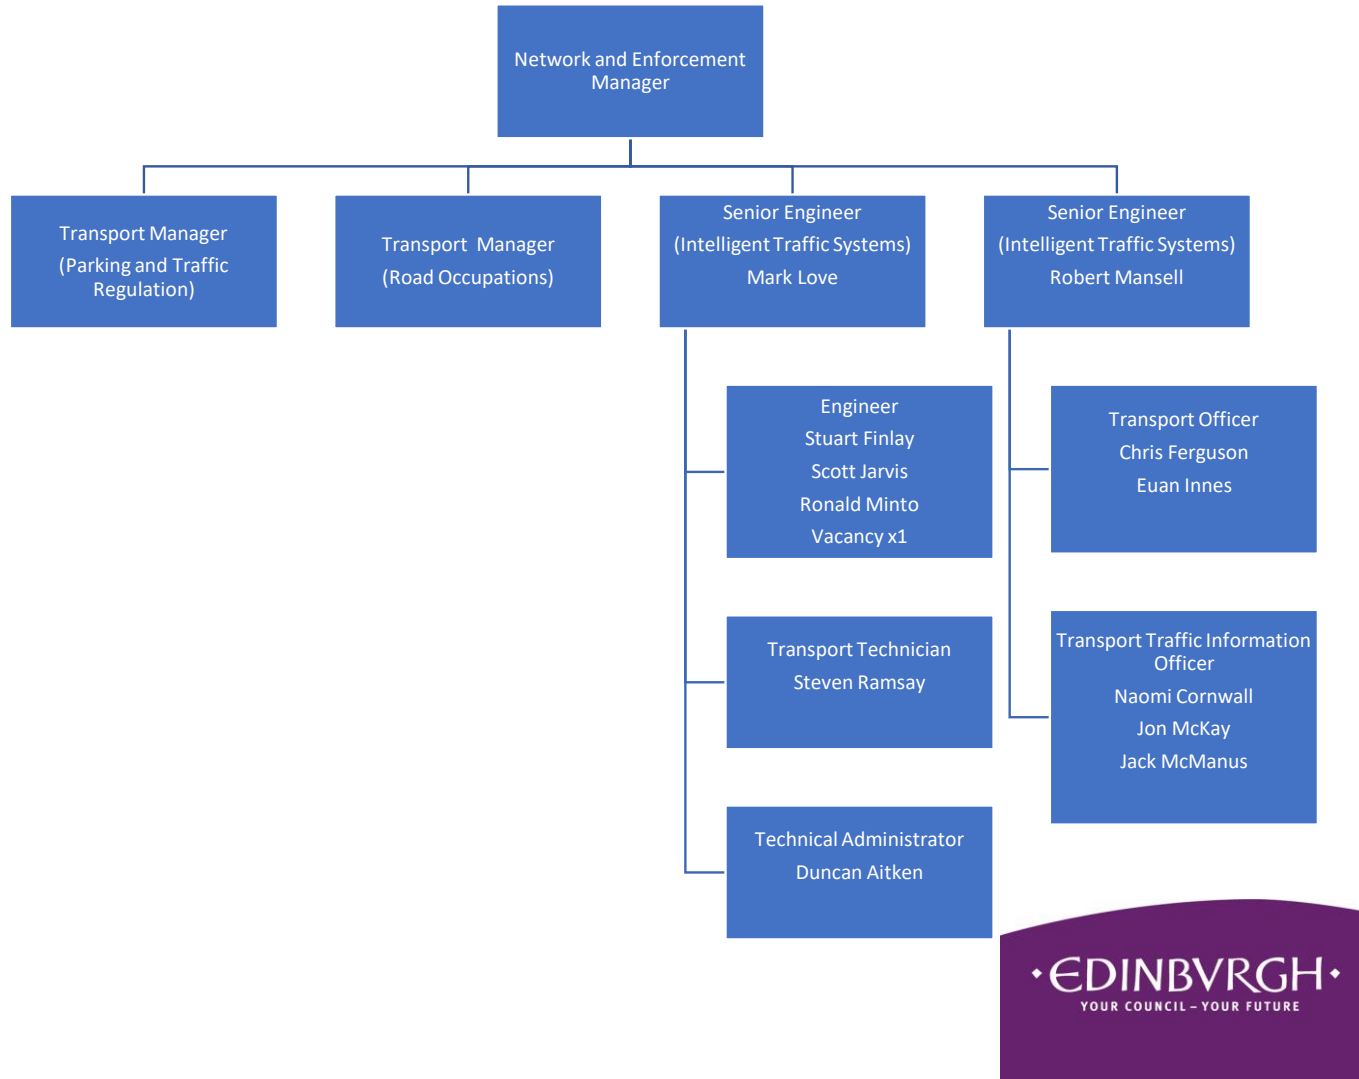 Network and Enforcement
Manager
Transport Manager
(Parking and Traffic
Regulation)
Transport Manager
(Road Occupations)
Senior Engineer
(Intelligent Traffic Systems)
Mark Love
Senior Engineer
(Intelligent Traffic Systems)
Robert Mansell
Engineer
Stuart Finlay
Scott Jarvis
Ronald Minto
Vacancy x1
Transport Technician
Steven Ramsay
Technical Administrator
Duncan Aitken
Transport Officer
Chris Ferguson
Euan Innes
Transport Traffic Information
Officer
Naomi Cornwall
Jon McKay
Jack McManus
·EDINBVRGH·
YOUR COUNCIL – YOUR FUTURE